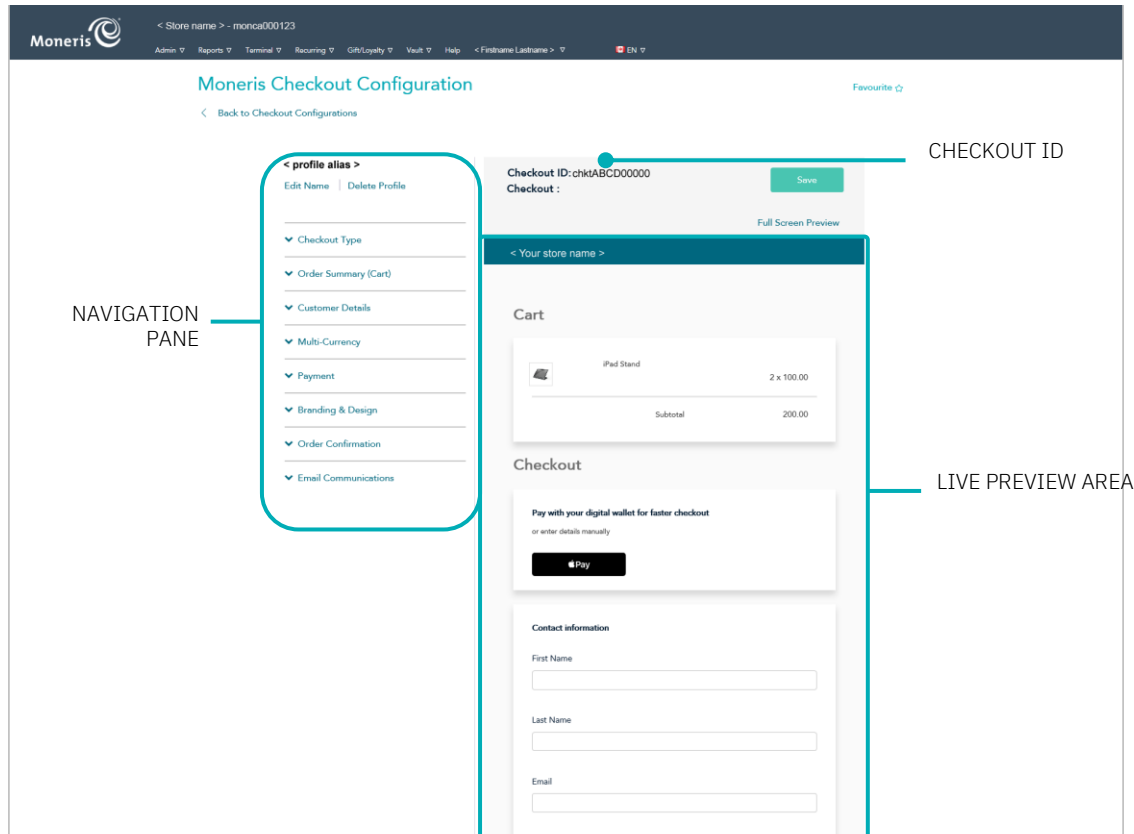 Moneris
< Store name > - monca000123
Admin Reports Terminal Recurring Gift/Loyalty Vault Help < Firstname Lastname > EN
Moneris Checkout Configuration
Favourite
Back to Checkout Configurations
CHECKOUT ID
< profile alias >
Edit Name | Delete Profile
Checkout ID: chktABCD00000
Checkout :
Save
Full Screen Preview
NAVIGATION
PANE
Checkout Type
Order Summary (Cart)
Customer Details
Multi-Currency
Payment
Branding & Design
Order Confirmation
Email Communications
< Your store name >
Cart
iPad Stand
2 x 100.00
Subtotal 200.00
Checkout
LIVE PREVIEW AREA
Pay with your digital wallet for faster checkout
or enter details manually
Pay
Contact information
First Name
Last Name
Email